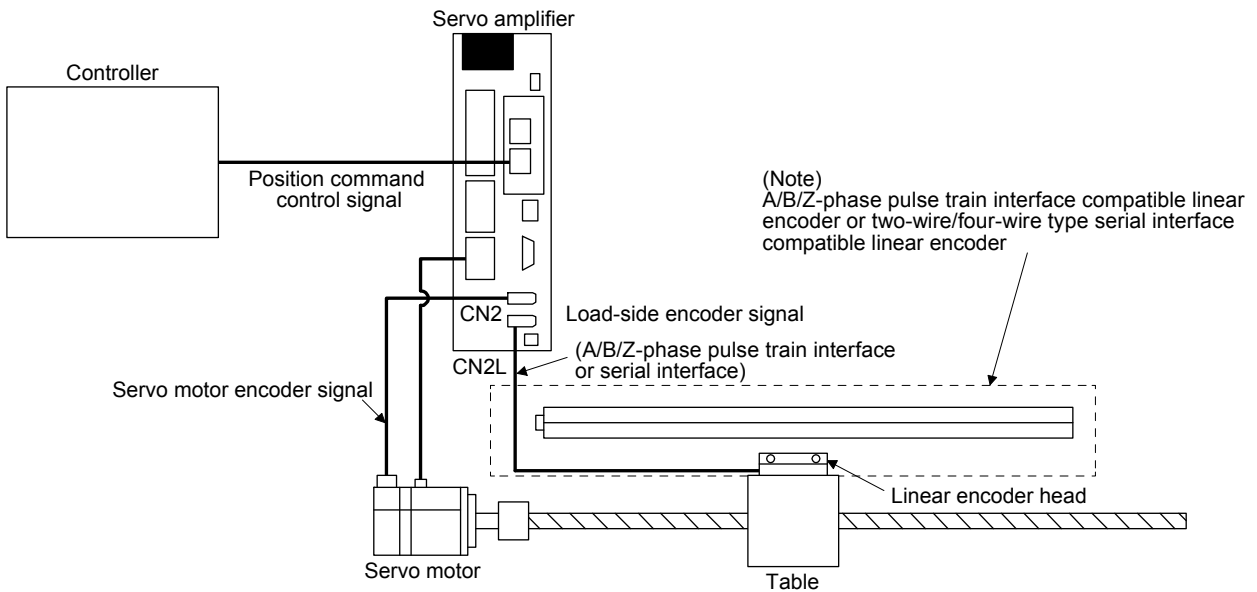 Servo amplifier
Controller
Position command
control signal
(Note)
A/B/Z-phase pulse train interface compatible linear
encoder or two-wire/four-wire type serial interface
compatible linear encoder
CN2
Load-side encoder signal
(A/B/Z-phase pulse train interface
or serial interface)
CN2L
Servo motor encoder signal
Linear encoder head
Servo motor
Table